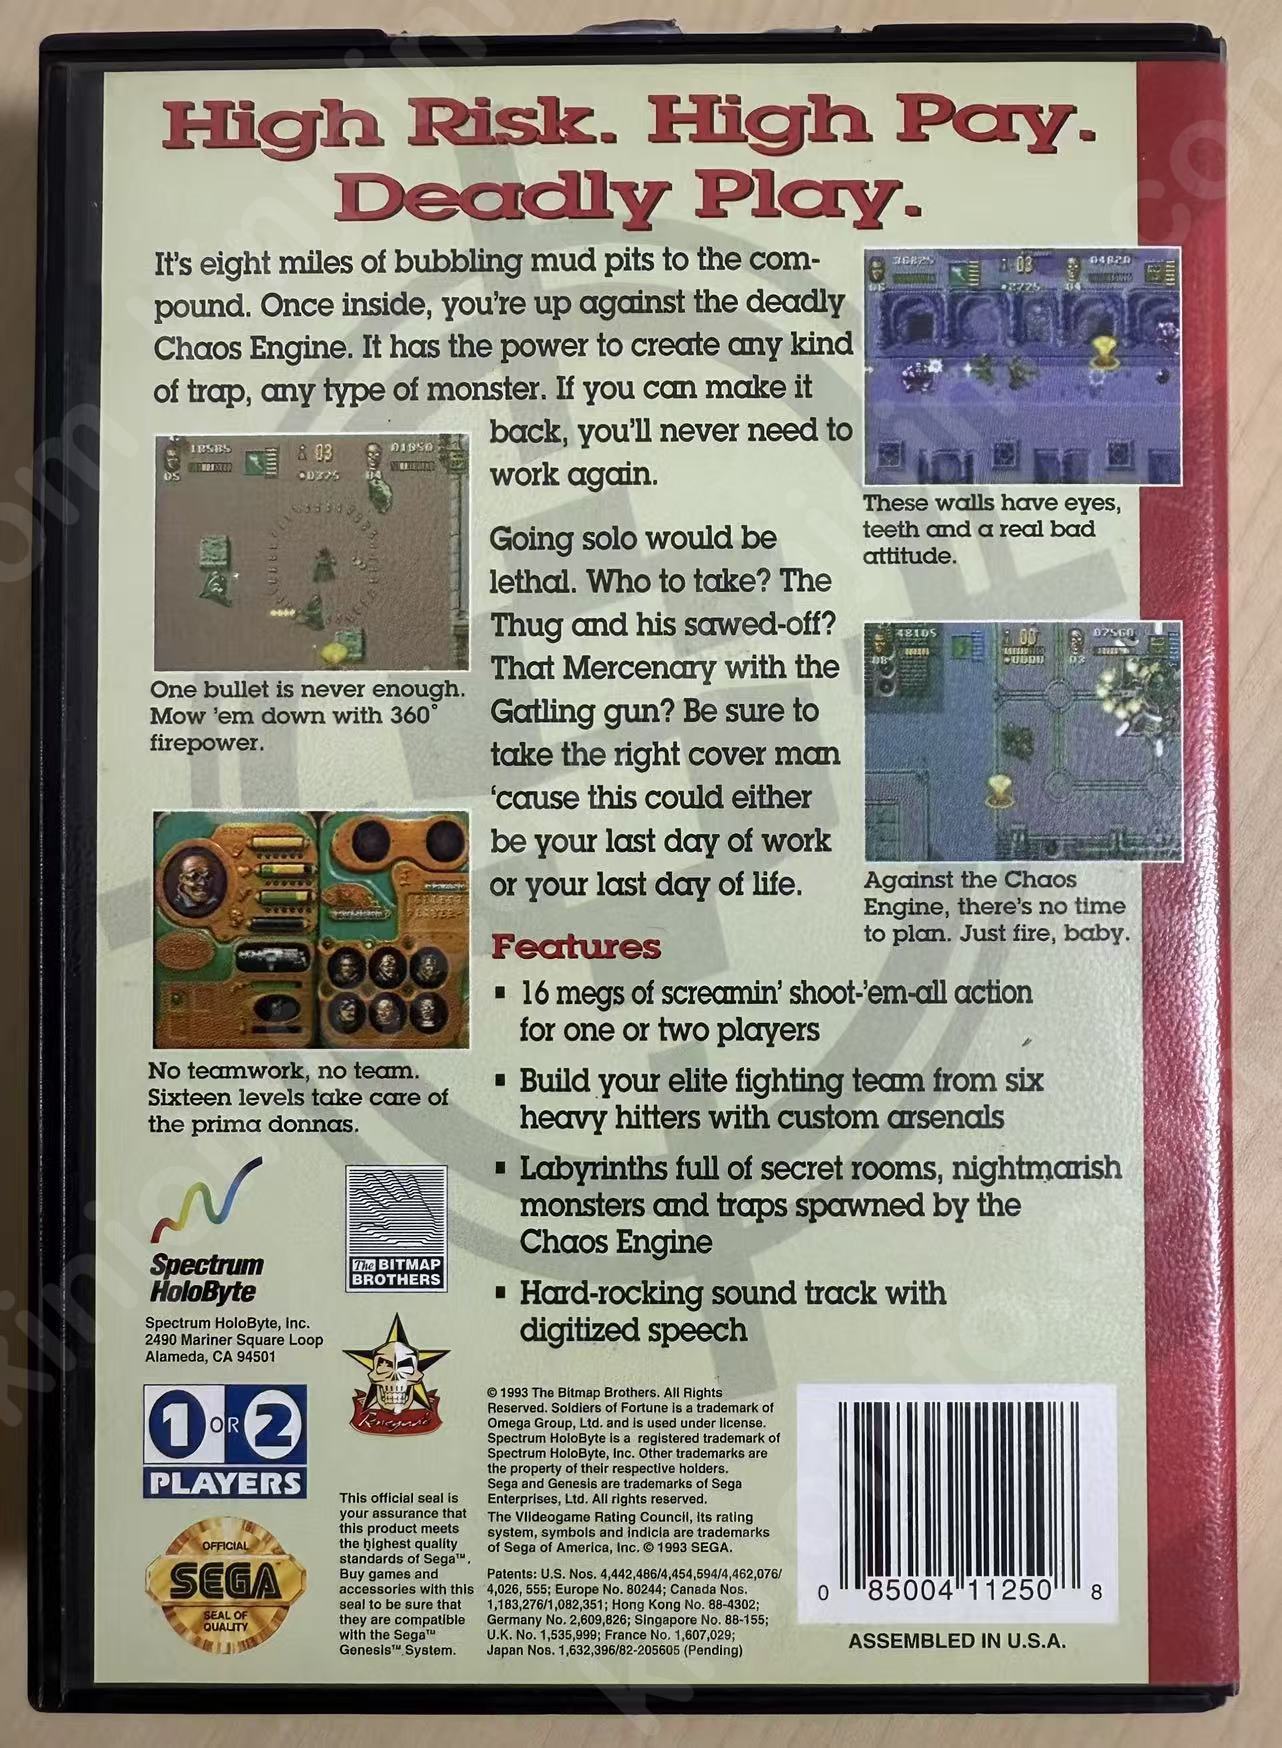 High Risk. High Pay.
Deadly Play.
It's eight miles of bubbling mud pits to the com-
pound. Once inside, you're up against the deadly
Chaos Engine. It has the power to create any kind
of trap, any type of monster. If you can make it
back, you'll never need to
work again.
Going solo would be
lethal. Who to take? The
Thug and his sawed-off?
That Mercenary with the
Gatling gun? Be sure to
take the right cover man
'cause this could either
be your last day of work
or your last day of life.
These walls have eyes,
teeth and a real bad
attitude.
One bullet is never enough.
Mow 'em down with 360°
firepower.
Against the Chaos
Engine, there's no time
to plan. Just fire, baby.
No teamwork, no team.
Sixteen levels take care of
the prima donnas.
Features
▪ 16 megs of screamin' shoot-'em-all action
for one or two players
▪ Build your elite fighting team from six
heavy hitters with custom arsenals
▪ Labyrinths full of secret rooms, nightmarish
monsters and traps spawned by the
Chaos Engine
▪ Hard-rocking sound track with
digitized speech
Spectrum
HoloByte
The BITMAP
BROTHERS
Spectrum HoloByte, Inc.
2490 Mariner Square Loop
Alameda, CA 94501
Renegade
1 OR 2
PLAYERS
OFFICIAL
SEGA
SEAL OF
QUALITY
This official seal is
your assurance that
this product meets
the highest quality
standards of Sega™.
Buy games and
accessories with this
seal to be sure that
they are compatible
with the Sega™
Genesis™ System.
© 1993 The Bitmap Brothers. All Rights
Reserved. Soldiers of Fortune is a trademark of
Omega Group, Ltd. and is used under license.
Spectrum HoloByte is a registered trademark of
Spectrum HoloByte, Inc. Other trademarks are
the property of their respective holders.
Sega and Genesis are trademarks of Sega
Enterprises, Ltd. All rights reserved.
The Viideogame Rating Council, its rating
system, symbols and indicia are trademarks
of Sega of America, Inc. © 1993 SEGA.
Patents: U.S. Nos. 4,442,486/4,454,594/4,462,076/
4,026, 555; Europe No. 80244; Canada Nos.
1,183,276/1,082,351; Hong Kong No. 88-4302;
Germany No. 2,609,826; Singapore No. 88-155;
U.K. No. 1,535,999; France No. 1,607,029;
Japan Nos. 1,632,396/82-205605 (Pending)
0 85004 11250 8
ASSEMBLED IN U.S.A.